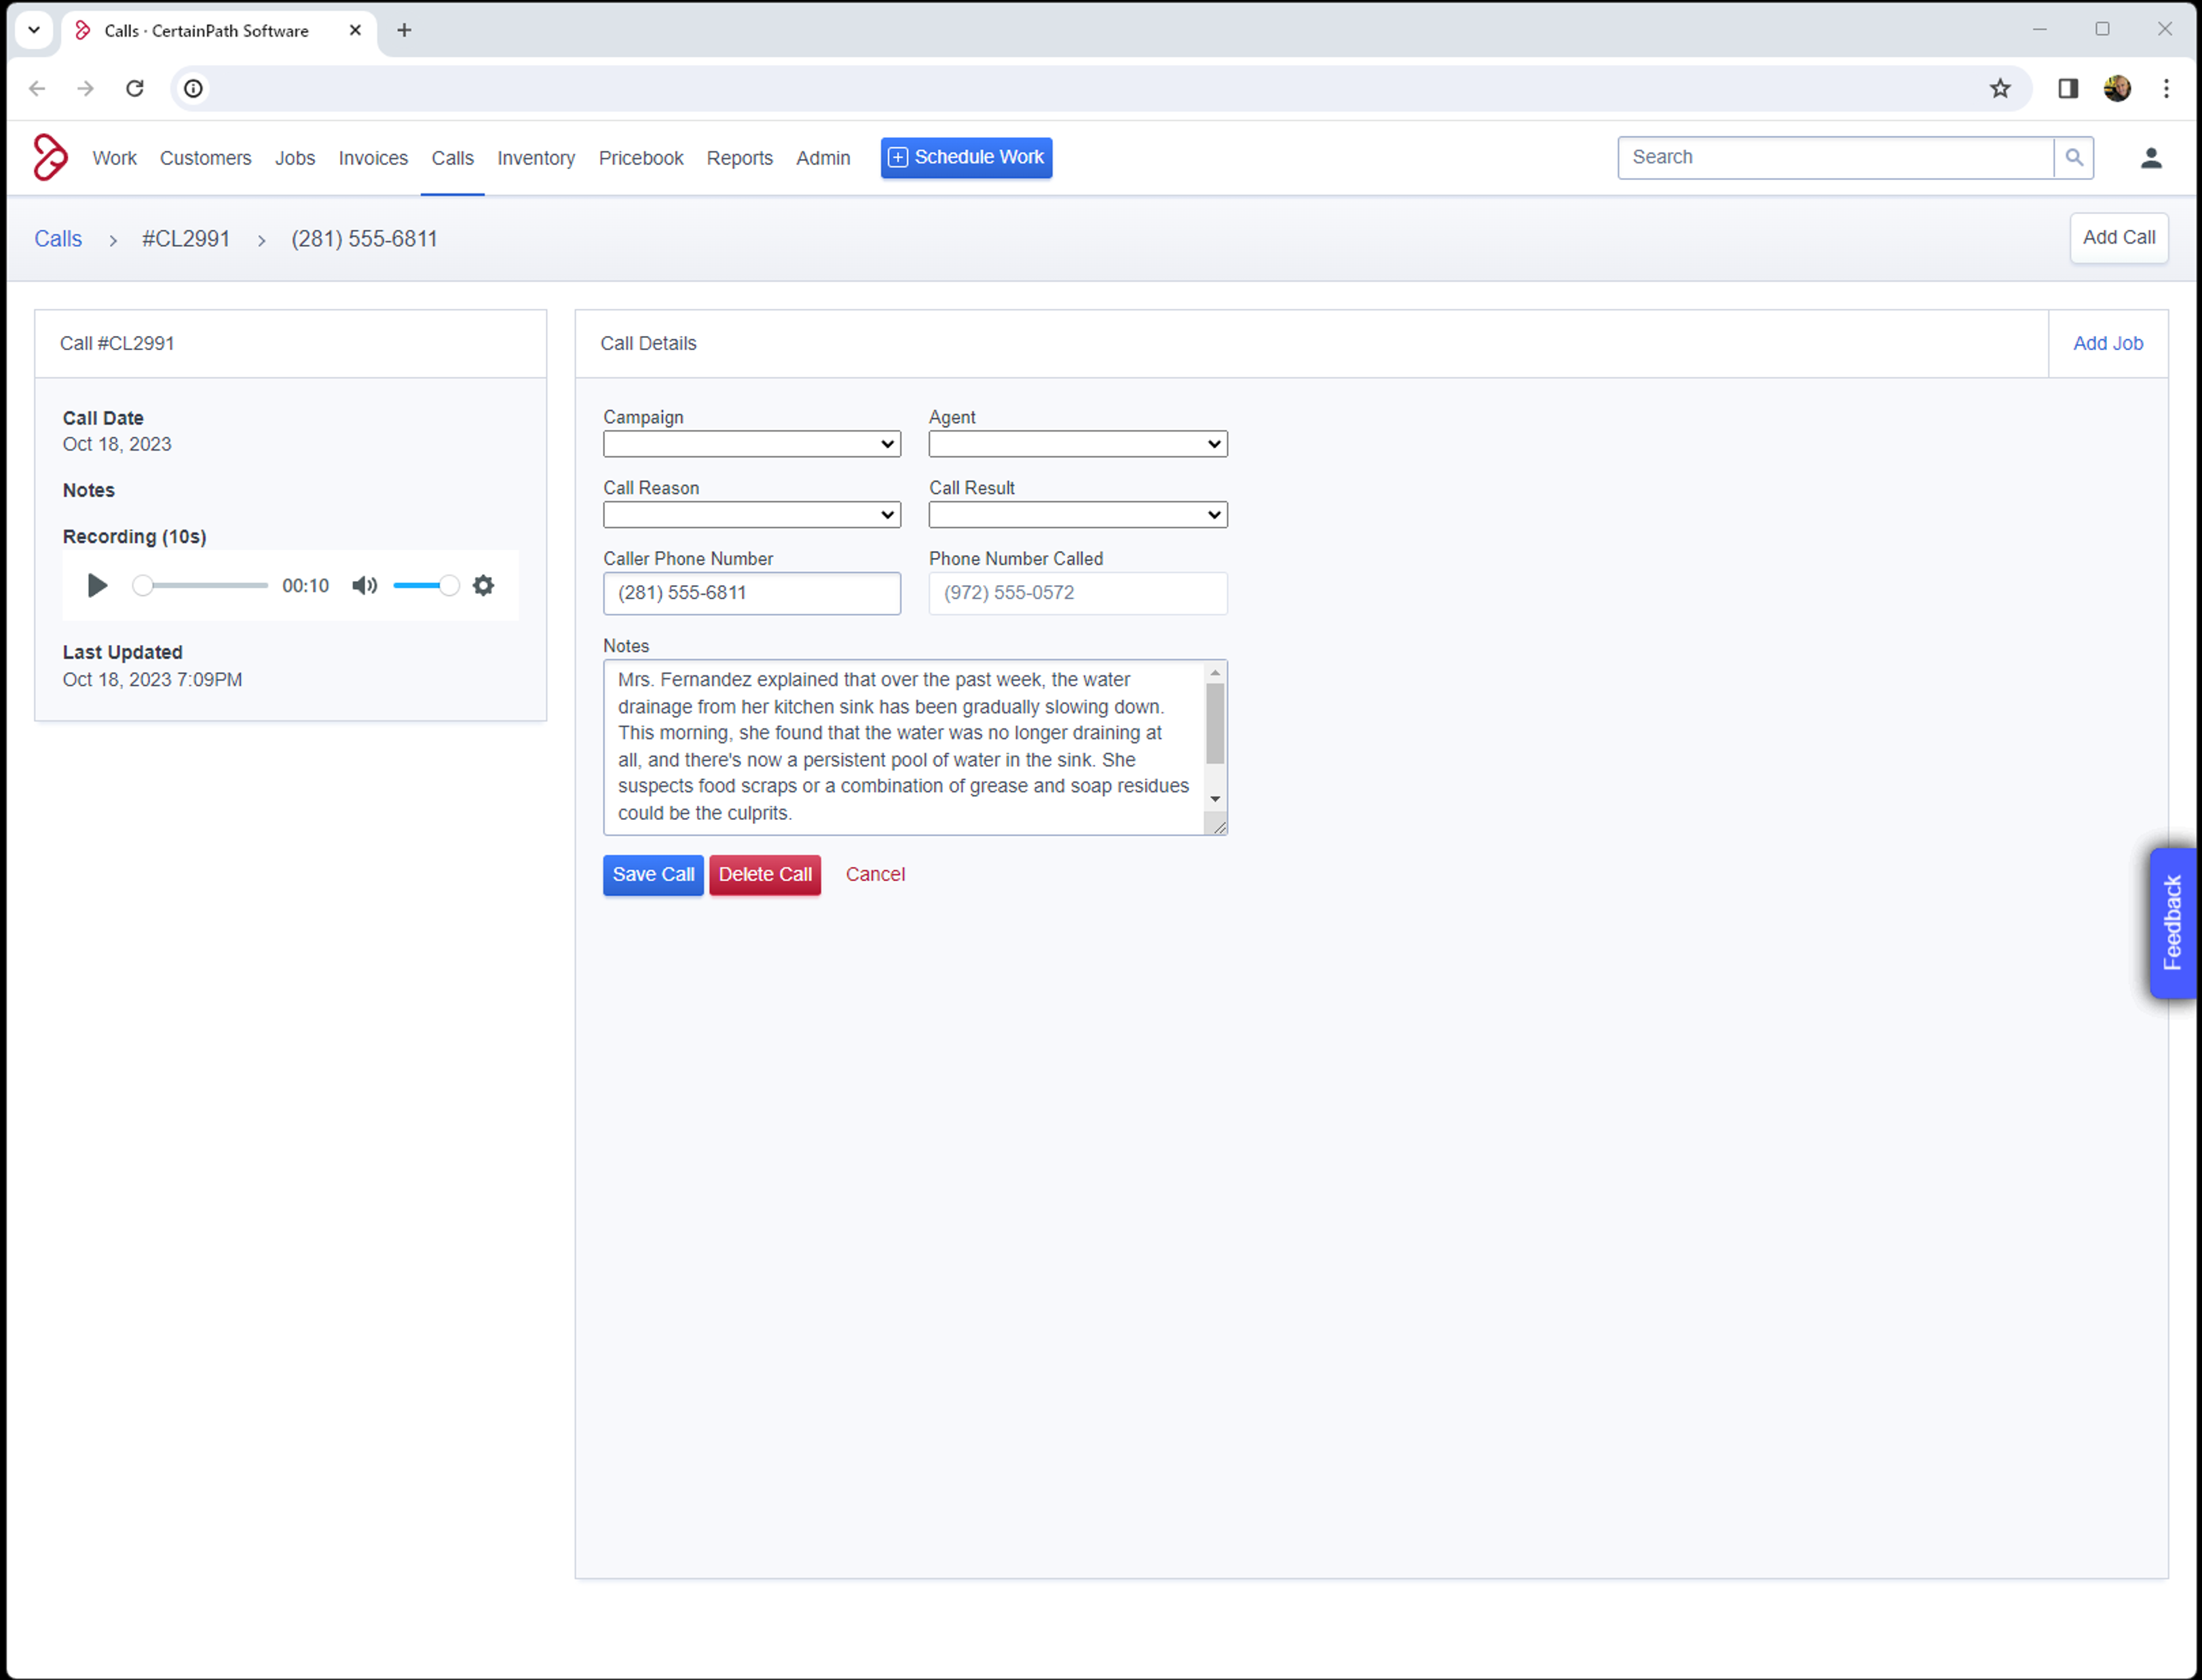 Calls · CertainPath Software
Work Customers Jobs Invoices Calls Inventory Pricebook Reports Admin Schedule Work Search
Calls > #CL2991 > (281) 555-6811 Add Call
Call #CL2991
Call Date
Oct 18, 2023
Notes
Recording (10s)
00:10
Last Updated
Oct 18, 2023 7:09PM
Call Details Add Job
Campaign Agent
Call Reason Call Result
Caller Phone Number Phone Number Called
(281) 555-6811 (972) 555-0572
Notes
Mrs. Fernandez explained that over the past week, the water
drainage from her kitchen sink has been gradually slowing down.
This morning, she found that the water was no longer draining at
all, and there's now a persistent pool of water in the sink. She
suspects food scraps or a combination of grease and soap residues
could be the culprits.
Save Call Delete Call Cancel
Feedback